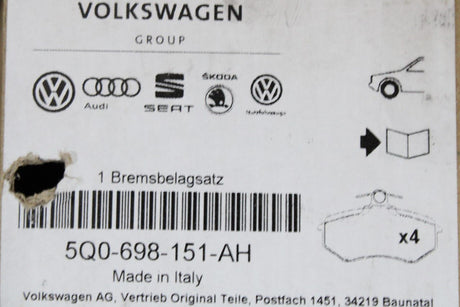 VOLKSWAGEN
GROUP
Audi
SEAT
ŠKODA
Nutzfahrzeuge
1 Bremsbelagsatz
5Q0-698-151-AH
x4
Made in Italy
Volkswagen AG, Vertrieb Original Teile, Postfach 1451, 34219 Baunatal